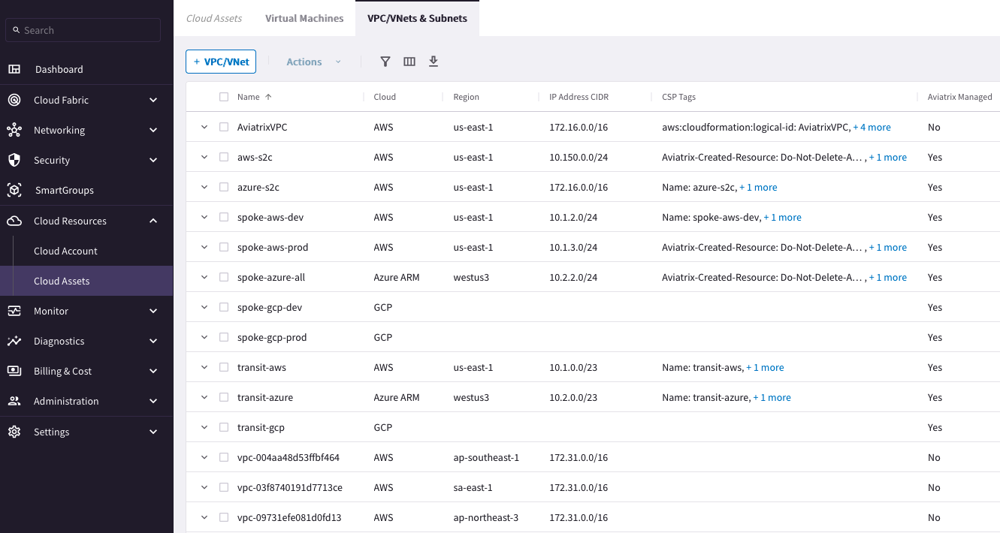 Search
Dashboard
Cloud Fabric
Networking
Security
SmartGroups
Cloud Resources
Cloud Account
Cloud Assets
Monitor
Diagnostics
Billing & Cost
Administration
Settings
Cloud Assets Virtual Machines VPC/VNets & Subnets
+ VPC/VNet Actions
Name ↑ Cloud Region IP Address CIDR CSP Tags Aviatrix Managed
AviatrixVPC AWS us-east-1 172.16.0.0/16 aws:cloudformation:logical-id: AviatrixVPC, + 4 more No
aws-s2c AWS us-east-1 10.150.0.0/24 Aviatrix-Created-Resource: Do-Not-Delete-A… , + 1 more Yes
azure-s2c AWS us-east-1 172.16.0.0/16 Name: azure-s2c, + 1 more Yes
spoke-aws-dev AWS us-east-1 10.1.2.0/24 Name: spoke-aws-dev, + 1 more Yes
spoke-aws-prod AWS us-east-1 10.1.3.0/24 Aviatrix-Created-Resource: Do-Not-Delete-A… , + 1 more Yes
spoke-azure-all Azure ARM westus3 10.2.2.0/24 Aviatrix-Created-Resource: Do-Not-Delete-A… , + 1 more Yes
spoke-gcp-dev GCP Yes
spoke-gcp-prod GCP Yes
transit-aws AWS us-east-1 10.1.0.0/23 Name: transit-aws, + 1 more Yes
transit-azure Azure ARM westus3 10.2.0.0/23 Name: transit-azure, + 1 more Yes
transit-gcp GCP Yes
vpc-004aa48d53ffbf464 AWS ap-southeast-1 172.31.0.0/16 No
vpc-03f8740191d7713ce AWS sa-east-1 172.31.0.0/16 No
vpc-09731efe081d0fd13 AWS ap-northeast-3 172.31.0.0/16 No